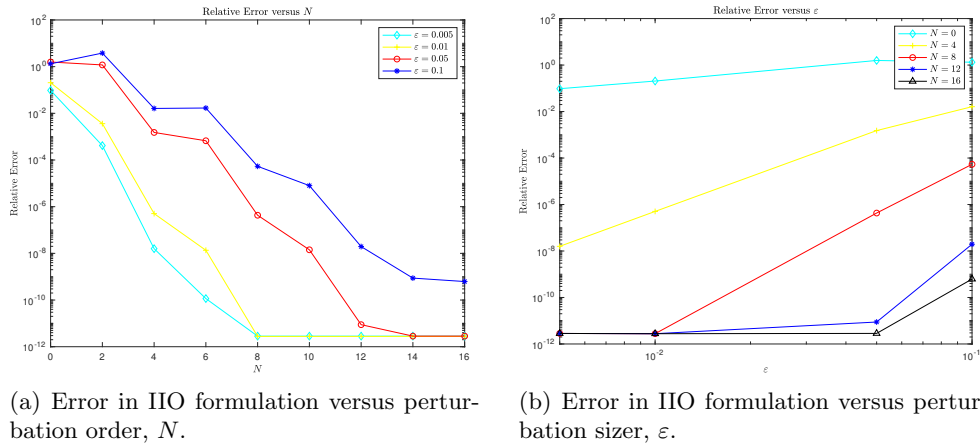 Relative Error versus N
Relative Error
10^2
10^0
10^-2
10^-4
10^-6
10^-8
10^-10
10^-12
0 2 4 6 8 10 12 14 16
N
ε = 0.005
ε = 0.01
ε = 0.05
ε = 0.1
(a) Error in IIO formulation versus pertur-
bation order, N.
Relative Error versus ε
Relative Error
10^2
10^0
10^-2
10^-4
10^-6
10^-8
10^-10
10^-12
10^-2 10^-1
ε
N = 0
N = 4
N = 8
N = 12
N = 16
(b) Error in IIO formulation versus pertur
bation sizer, ε.